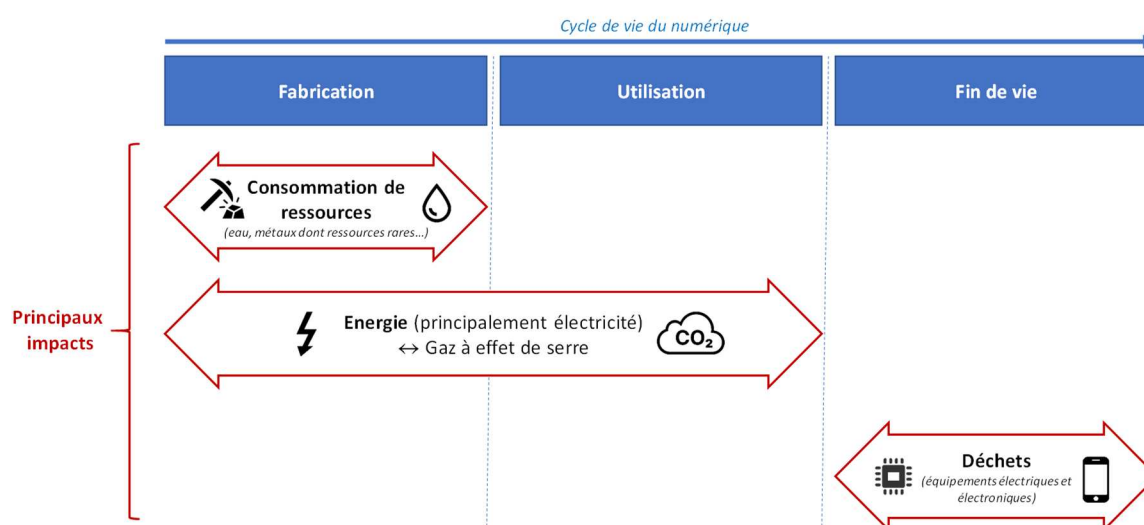 Cycle de vie du numérique
Fabrication
Utilisation
Fin de vie
Principaux
impacts
Consommation de
ressources
(eau, métaux dont ressources rares...)
Energie (principalement électricité)
↔ Gaz à effet de serre
CO₂
Déchets
(équipements électriques et
électroniques)